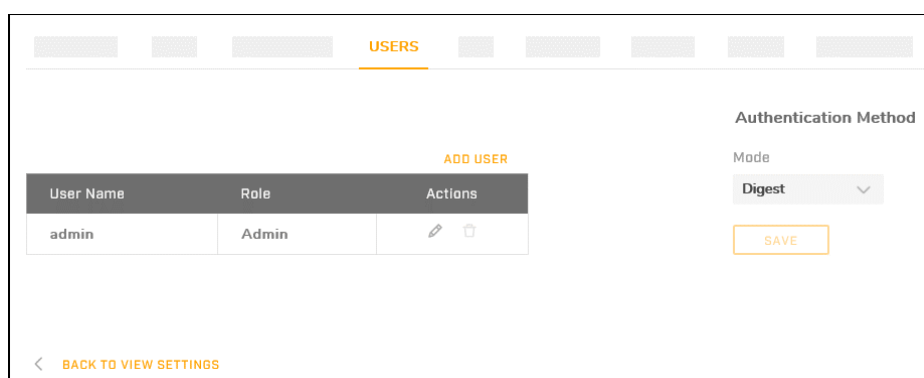 USERS
Authentication Method
ADD USER
Mode
User Name Role Actions
Digest
admin Admin
SAVE
BACK TO VIEW SETTINGS